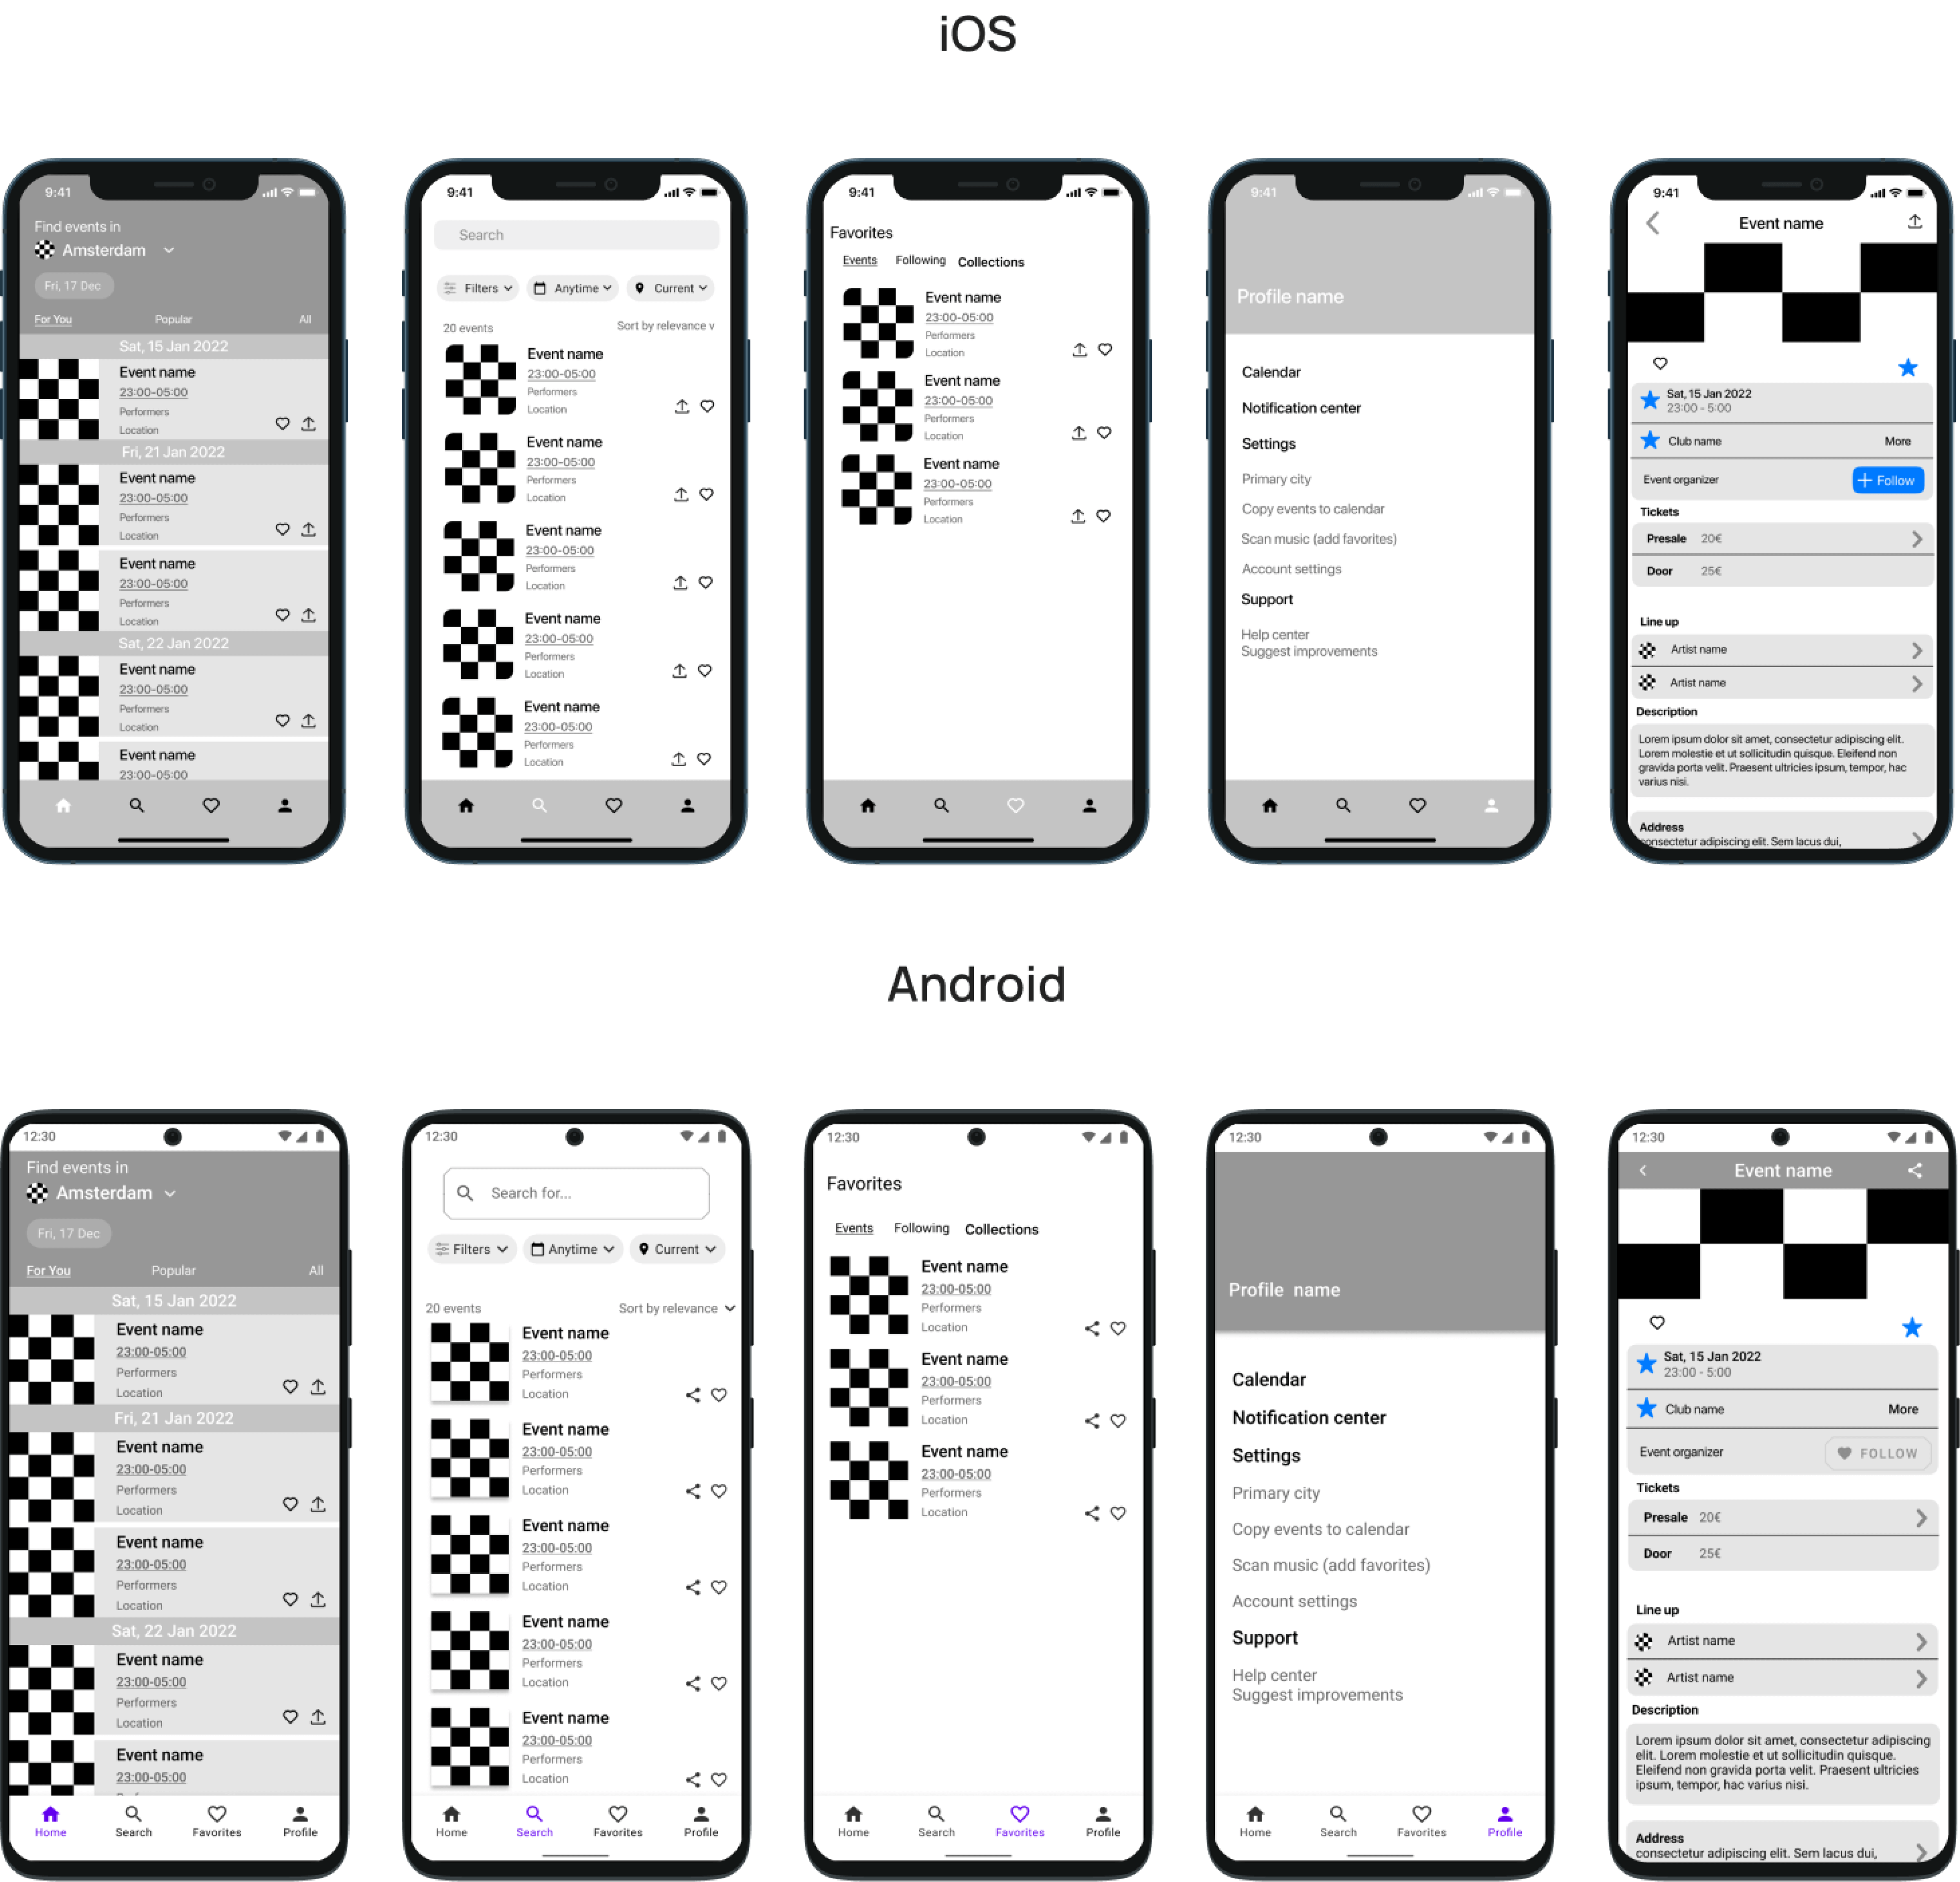 iOS
9:41
Find events in
Amsterdam
Fri, 17 Dec
For You Popular All
Sat, 15 Jan 2022
Event name
23:00-05:00
Performers
Location
Fri, 21 Jan 2022
Event name
23:00-05:00
Performers
Location
Event name
23:00-05:00
Performers
Location
Sat, 22 Jan 2022
Event name
23:00-05:00
Performers
Location
Event name
23:00-05:00
9:41
Search
Filters Anytime Current
20 events Sort by relevance v
Event name
23:00-05:00
Performers
Location
Event name
23:00-05:00
Performers
Location
Event name
23:00-05:00
Performers
Location
Event name
23:00-05:00
Performers
Location
Event name
23:00-05:00
Performers
Location
9:41
Favorites
Events Following Collections
Event name
23:00-05:00
Performers
Location
Event name
23:00-05:00
Performers
Location
Event name
23:00-05:00
Performers
Location
9:41
Profile name
Calendar
Notification center
Settings
Primary city
Copy events to calendar
Scan music (add favorites)
Account settings
Support
Help center
Suggest improvements
9:41
Event name
Sat, 15 Jan 2022
23:00 - 5:00
Club name More
Event organizer Follow
Tickets
Presale 20€
Door 25€
Line up
Artist name
Artist name
Description
Lorem ipsum dolor sit amet, consectetur adipiscing elit.
Lorem molestie et ut sollicitudin quisque. Eleifend non
gravida porta velit. Praesent ultricies ipsum, tempor, hac
varius nisi.
Address
consectetur adipiscing elit. Sem lacus dui,
Android
12:30
Find events in
Amsterdam
Fri, 17 Dec
For You Popular All
Sat, 15 Jan 2022
Event name
23:00-05:00
Performers
Location
Fri, 21 Jan 2022
Event name
23:00-05:00
Performers
Location
Event name
23:00-05:00
Performers
Location
Sat, 22 Jan 2022
Event name
23:00-05:00
Performers
Location
Event name
23:00-05:00
Home Search Favorites Profile
12:30
Search for...
Filters Anytime Current
20 events Sort by relevance
Event name
23:00-05:00
Performers
Location
Event name
23:00-05:00
Performers
Location
Event name
23:00-05:00
Performers
Location
Event name
23:00-05:00
Performers
Location
Event name
23:00-05:00
Performers
Location
Home Search Favorites Profile
12:30
Favorites
Events Following Collections
Event name
23:00-05:00
Performers
Location
Event name
23:00-05:00
Performers
Location
Event name
23:00-05:00
Performers
Location
Home Search Favorites Profile
12:30
Profile name
Calendar
Notification center
Settings
Primary city
Copy events to calendar
Scan music (add favorites)
Account settings
Support
Help center
Suggest improvements
Home Search Favorites Profile
12:30
Event name
Sat, 15 Jan 2022
23:00 - 5:00
Club name More
Event organizer FOLLOW
Tickets
Presale 20€
Door 25€
Line up
Artist name
Artist name
Description
Lorem ipsum dolor sit amet, consectetur adipiscing
elit. Lorem molestie et ut sollicitudin quisque.
Eleifend non gravida porta velit. Praesent ultricies
ipsum, tempor, hac varius nisi.
Address
consectetur adipiscing elit. Sem lacus dui,